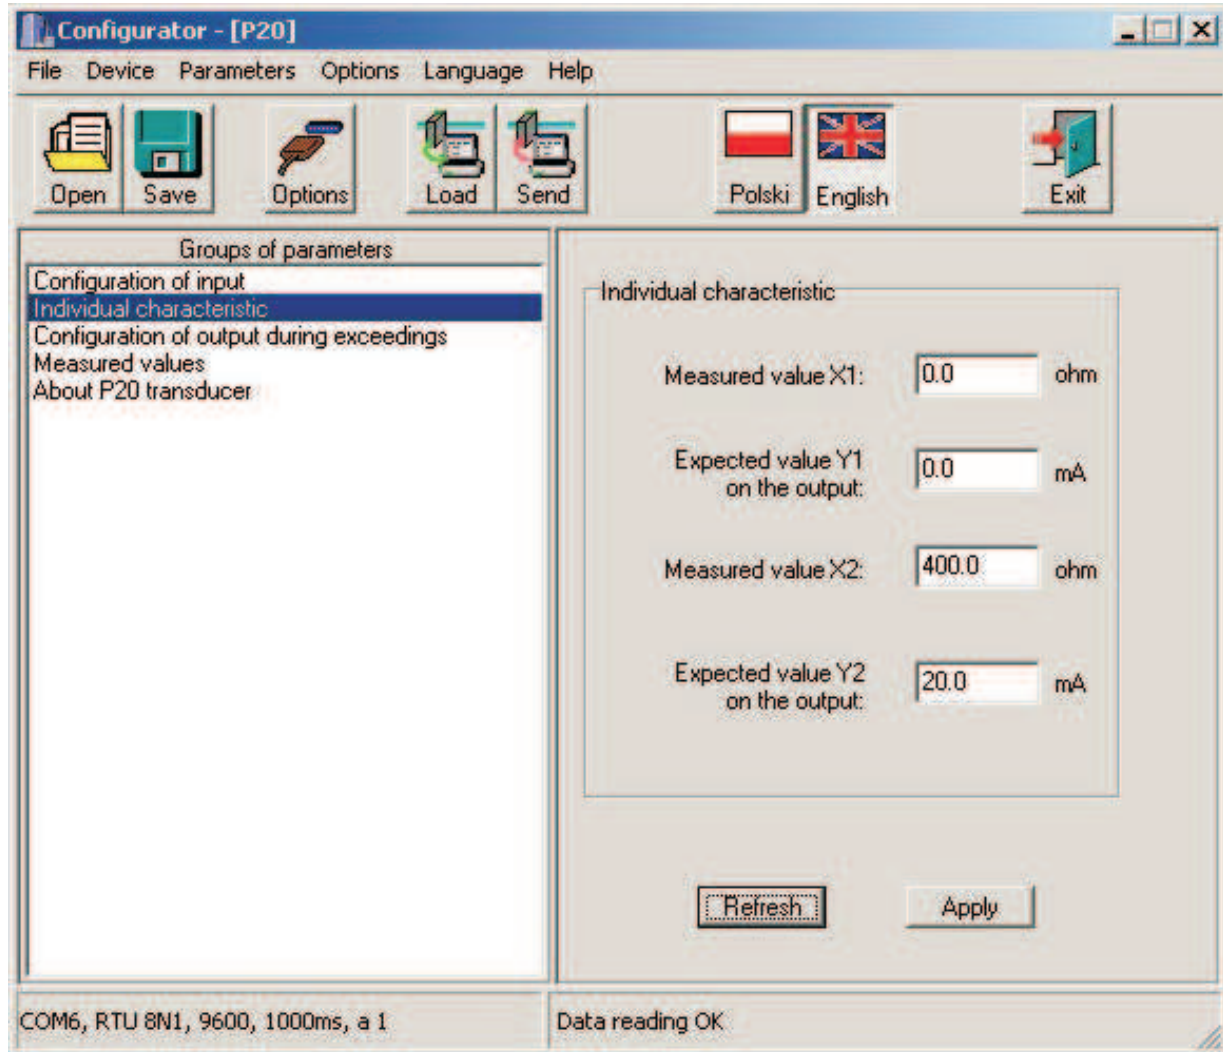 Configurator - [P20]
File Device Parameters Options Language Help
Open Save Options Load Send Polski English Exit
Groups of parameters
Configuration of input
Individual characteristic
Configuration of output during exceedings
Measured values
About P20 transducer
Individual characteristic
Measured value X1: 0.0 ohm
Expected value Y1
on the output: 0.0 mA
Measured value X2: 400.0 ohm
Expected value Y2
on the output: 20.0 mA
Refresh Apply
COM6, RTU 8N1, 9600, 1000ms, a 1
Data reading OK